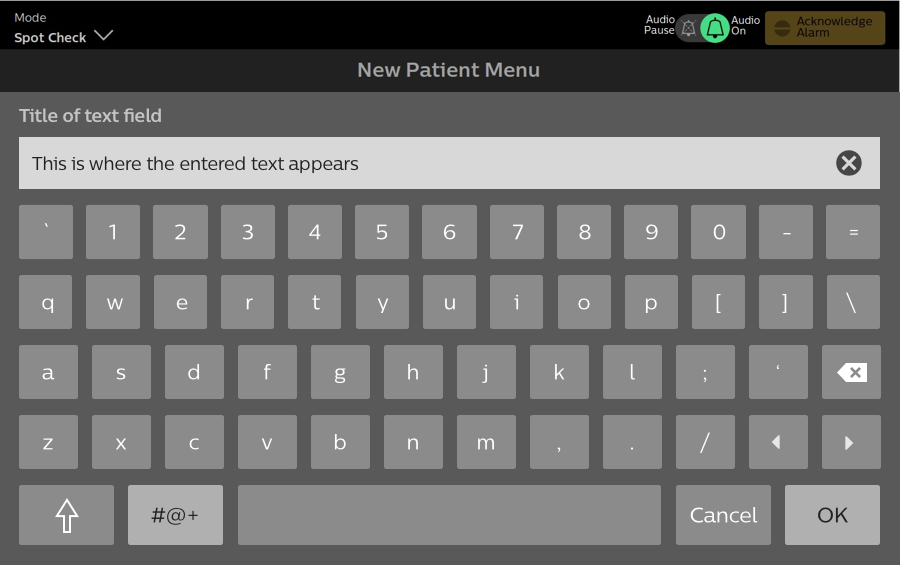 Mode
Spot Check
Audio Pause
Audio On
Acknowledge Alarm
New Patient Menu
Title of text field
This is where the entered text appears
` 1 2 3 4 5 6 7 8 9 0 - =
q w e r t y u i o p [ ] \
a s d f g h j k l ; ‘
z x c v b n m , . /
#@+ Cancel OK